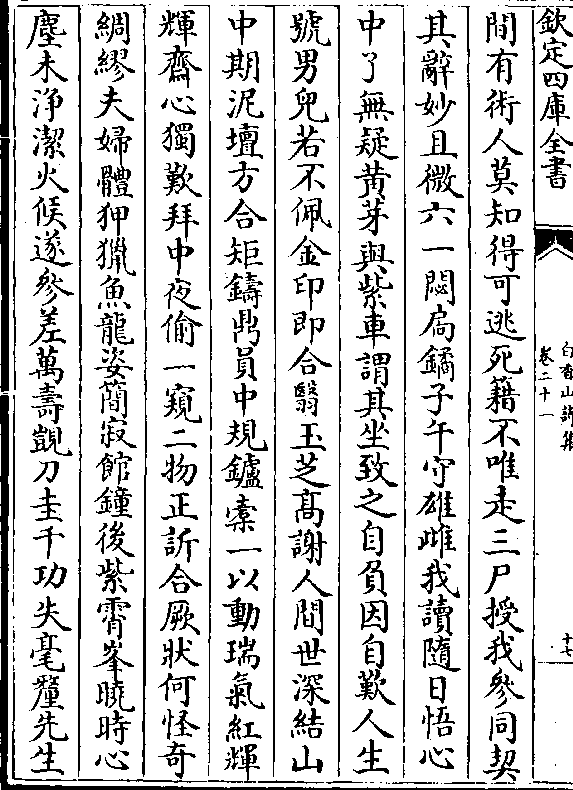 欽定四庫全書
白香山詩集
卷二十一
十七
間有術人莫知得可逃死籍不唯走三尸授我參同契
其辭妙且微六一閟扃鐍子午守雄雌我讀隨日悟心
中了無疑黄芽與紫車謂其坐致之自負因自歎人生
號男兒若不佩金印即合翳玉芝髙謝人間世深結山
中期泥壇方合矩鑄鼎員中規鑪橐一以動瑞氣紅輝
輝齋心獨歎拜中夜偷一窺二物正訢合厥狀何怪奇
綢繆夫婦體狎獵魚龍姿簡寂館鐘後紫霄峯曉時心
塵未浄潔火候遂參差萬壽覬刀圭千功失毫釐先生